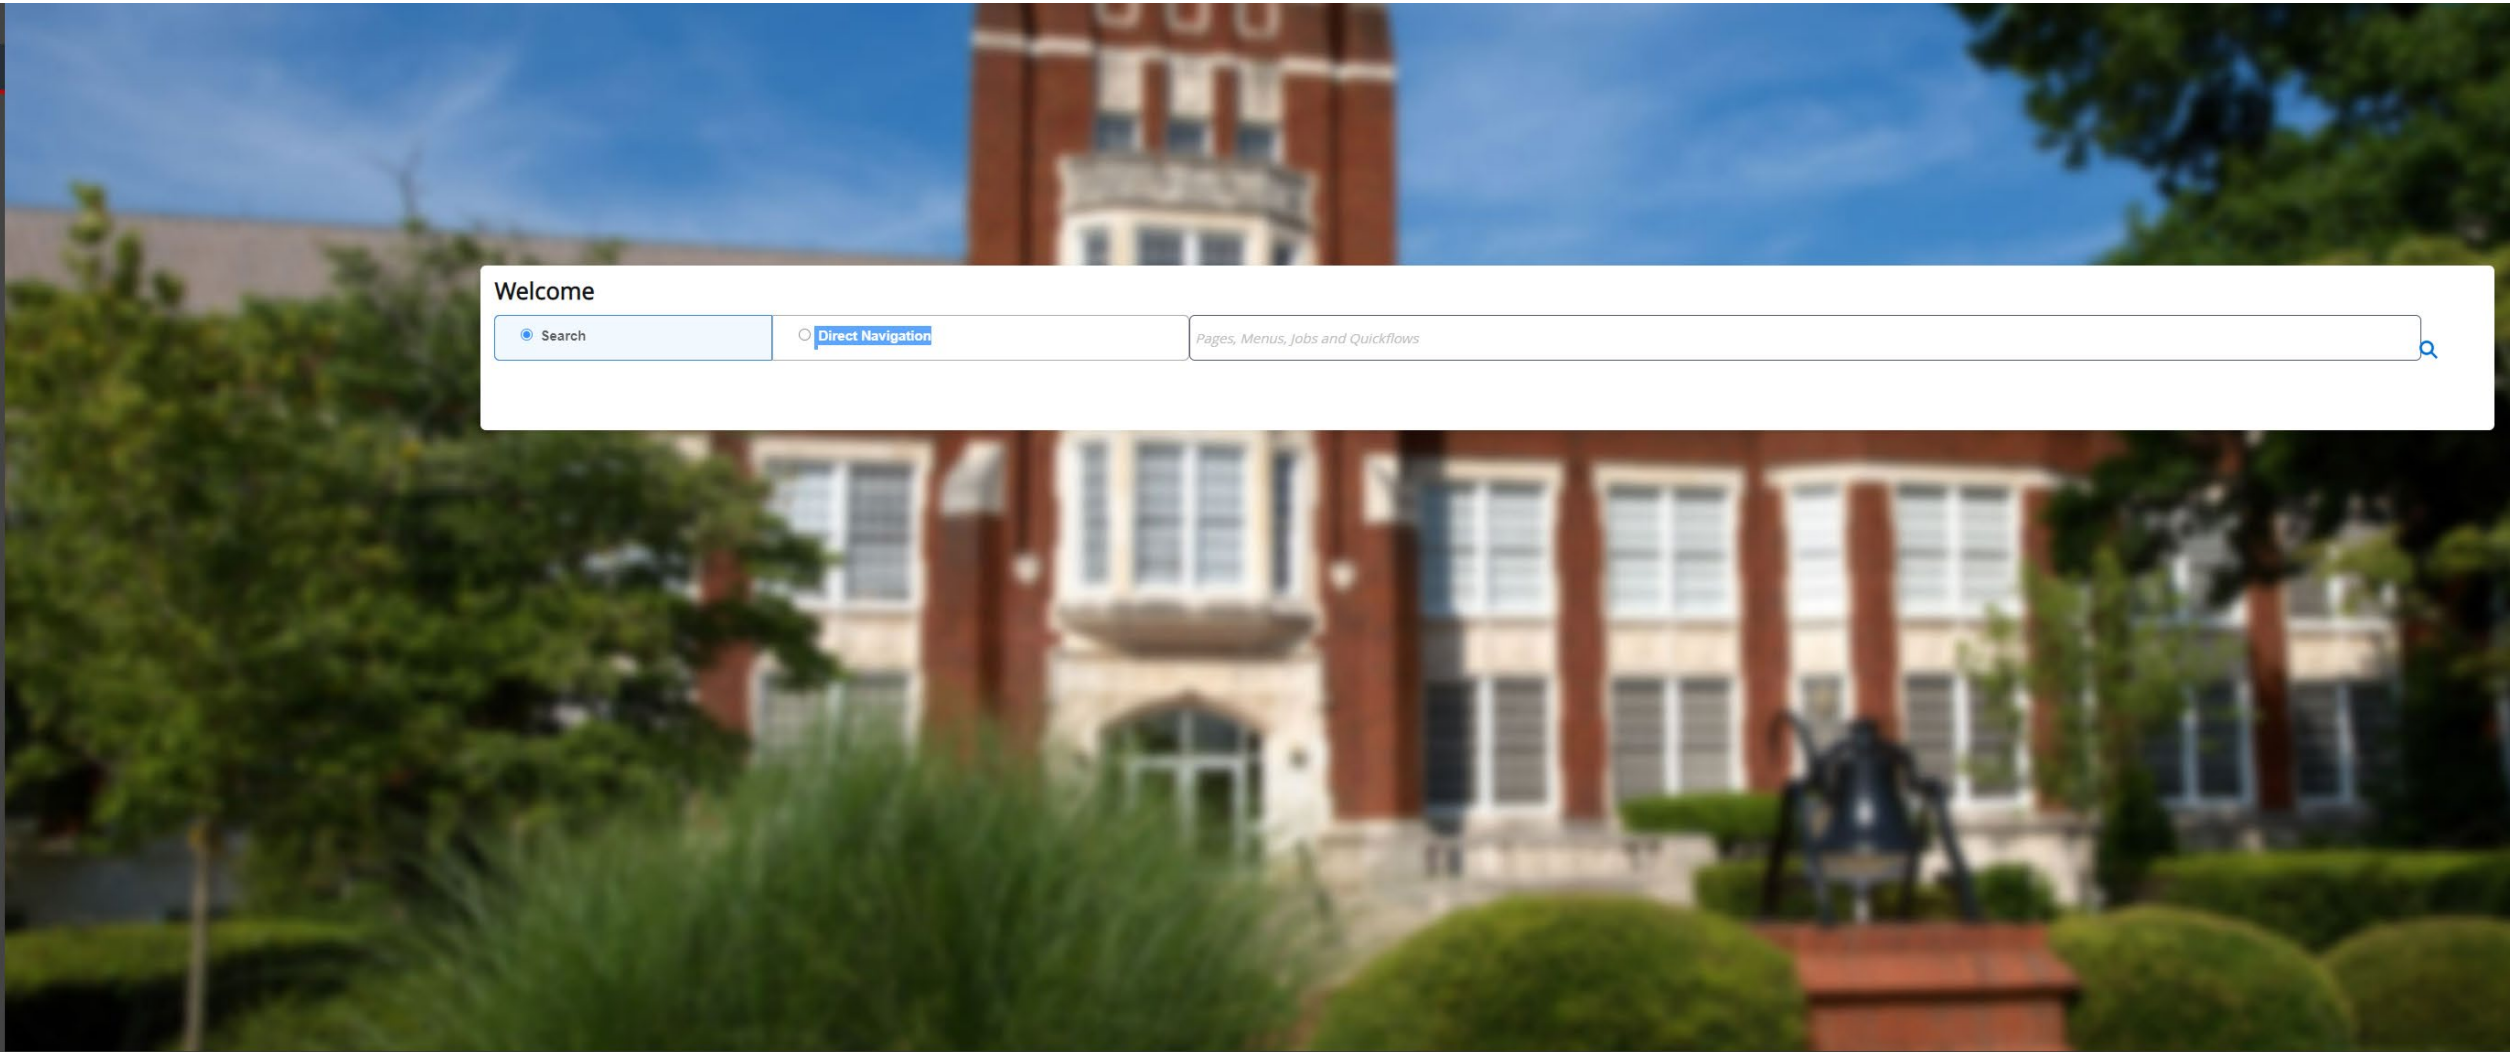 Welcome
Search
Direct Navigation
Pages, Menus, Jobs and Quickflows